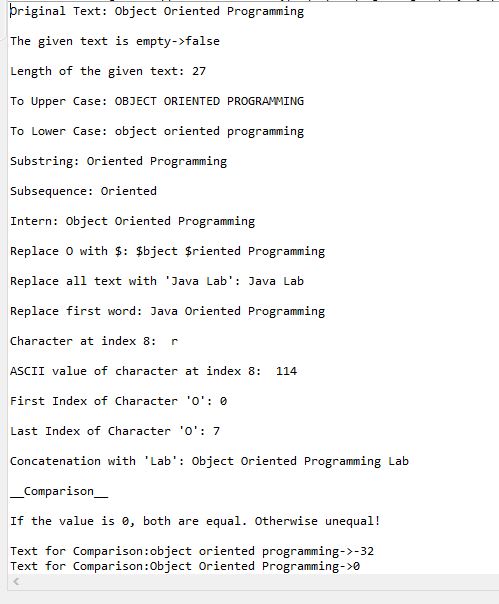 Original Text: Object Oriented Programming
The given text is empty->false
Length of the given text: 27
To Upper Case: OBJECT ORIENTED PROGRAMMING
To Lower Case: object oriented programming
Substring: Oriented Programming
Subsequence: Oriented
Intern: Object Oriented Programming
Replace O with $: $bject $riented Programming
Replace all text with 'Java Lab': Java Lab
Replace first word: Java Oriented Programming
Character at index 8:  r
ASCII value of character at index 8:  114
First Index of Character 'O': 0
Last Index of Character 'O': 7
Concatenation with 'Lab': Object Oriented Programming Lab
__Comparison__
If the value is 0, both are equal. Otherwise unequal!
Text for Comparison:object oriented programming->-32
Text for Comparison:Object Oriented Programming->0